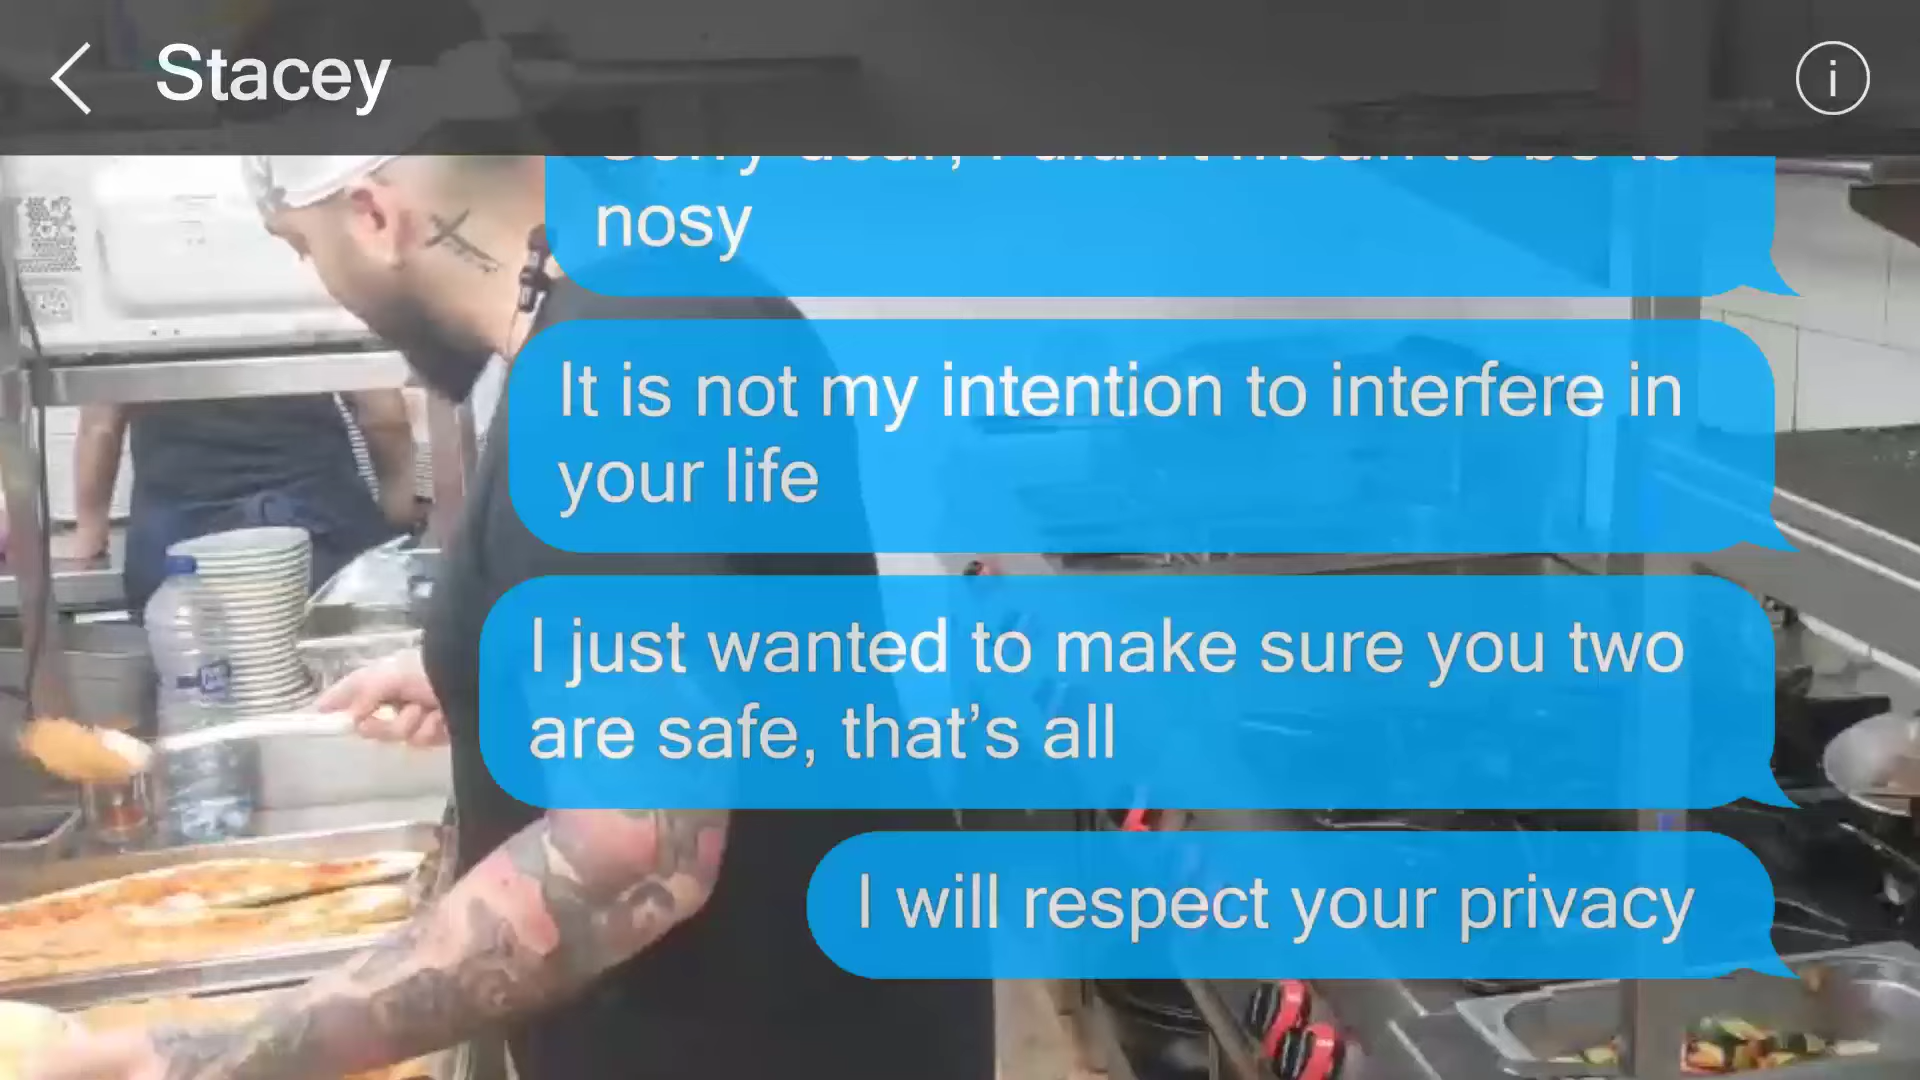 Stacey
nosy
It is not my intention to interfere in
your life
I just wanted to make sure you two
are safe, that's all
I will respect your privacy